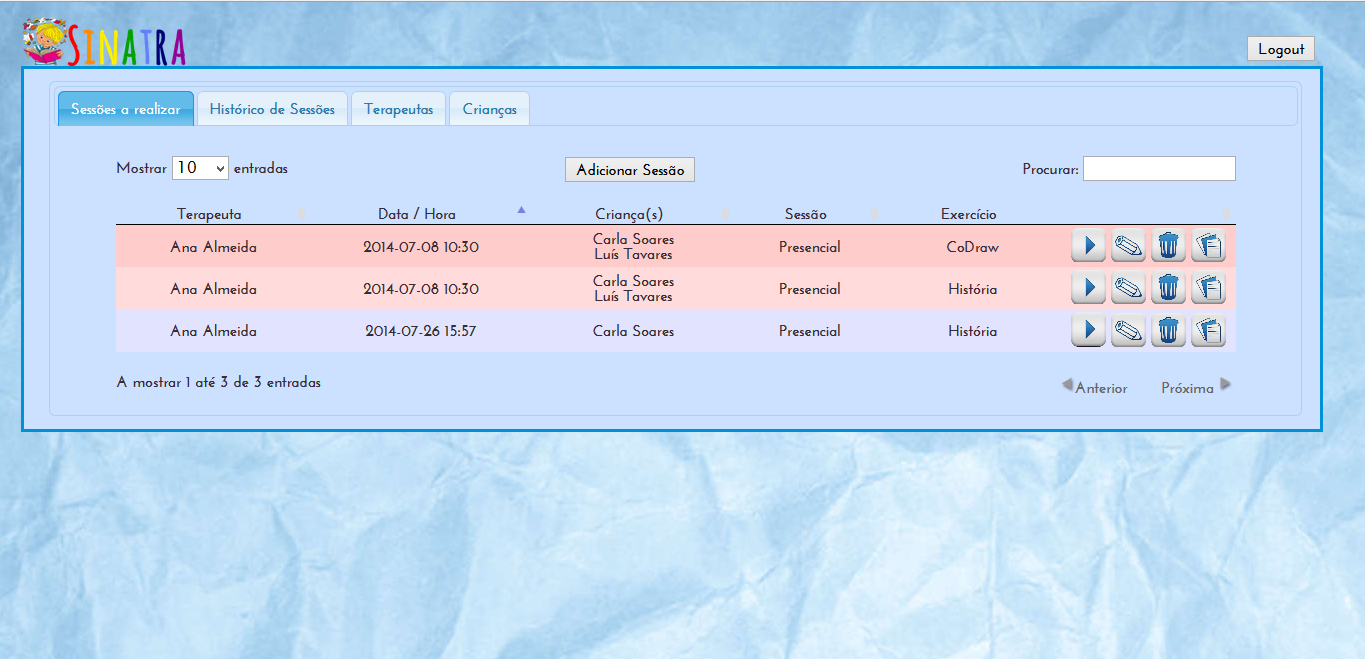 SINATRA
Logout
Sessões a realizar Histórico de Sessões Terapeutas Crianças
Mostrar 10 entradas Adicionar Sessão Procurar:
Terapeuta Data / Hora Criança(s) Sessão Exercício
Ana Almeida 2014-07-08 10:30 Carla Soares Presencial CoDraw
Luís Tavares
Ana Almeida 2014-07-08 10:30 Carla Soares Presencial História
Luís Tavares
Ana Almeida 2014-07-26 15:57 Carla Soares Presencial História
A mostrar 1 até 3 de 3 entradas
Anterior Próxima